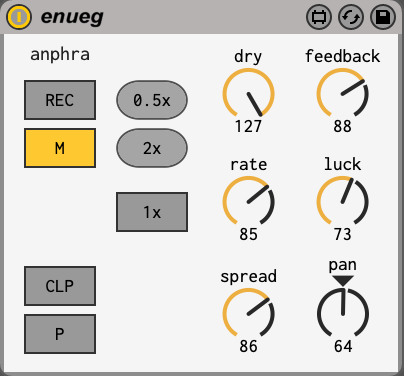 enueg
anphra
dry
feedback
REC
0.5x
127
88
M
2x
rate
luck
1x
85
73
CLP
spread
pan
P
86
64